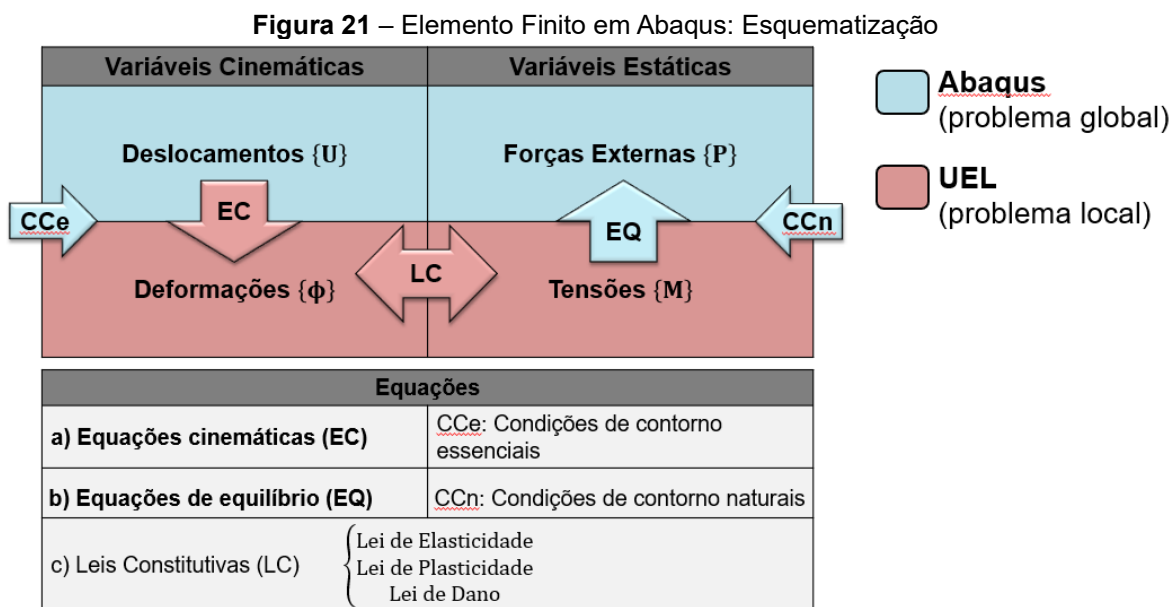 Figura 21 – Elemento Finito em Abaqus: Esquematização
Variáveis Cinemáticas
Variáveis Estáticas
Deslocamentos {U}
Forças Externas {P}
CCe
EC
LC
EQ
CCn
Deformações {ϕ}
Tensões {M}
Abaqus
(problema global)
UEL
(problema local)
Equações
a) Equações cinemáticas (EC)
CCe: Condições de contorno
essenciais
b) Equações de equilíbrio (EQ)
CCn: Condições de contorno naturais
c) Leis Constitutivas (LC)
Lei de Elasticidade
Lei de Plasticidade
Lei de Dano